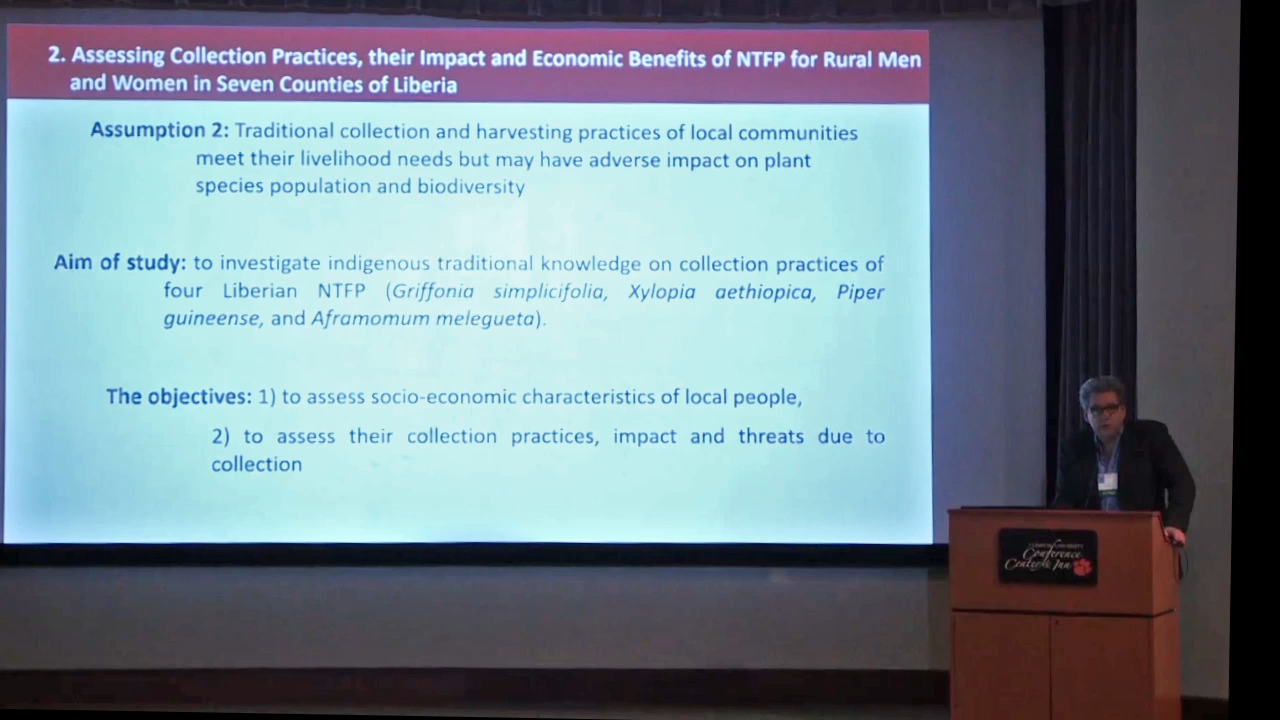 2. Assessing Collection Practices, their Impact and Economic Benefits of NTFP for Rural Men
and Women in Seven Counties of Liberia
Assumption 2: Traditional collection and harvesting practices of local communities
meet their livelihood needs but may have adverse impact on plant
species population and biodiversity
Aim of study: to investigate indigenous traditional knowledge on collection practices of
four Liberian NTFP (Griffonia simplicifolia, Xylopia aethiopica, Piper
guineense, and Aframomum melegueta).
The objectives: 1) to assess socio-economic characteristics of local people,
2) to assess their collection practices, impact and threats due to
collection
CLEMSON UNIVERSITY
Conference
Center & Inn